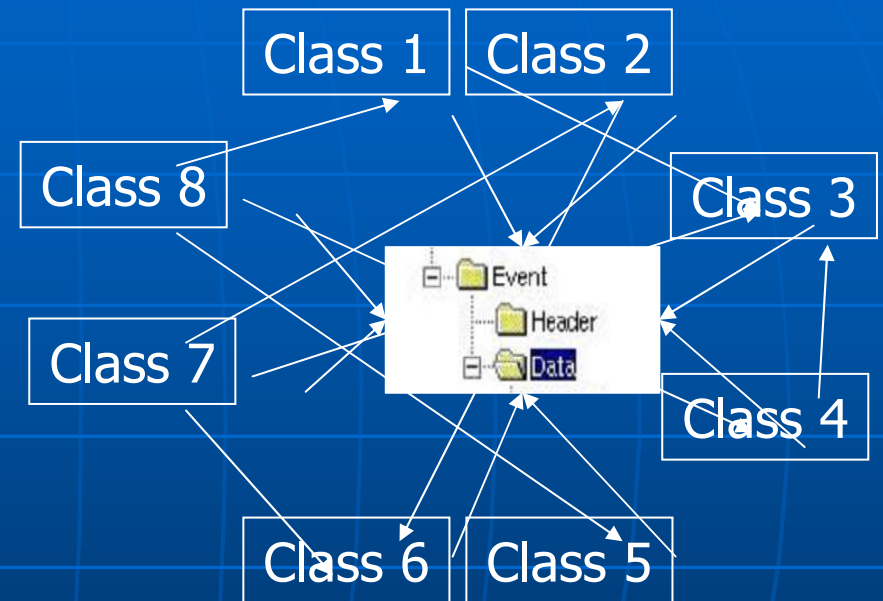 Class 1
Class 2
Class 8
Class 3
Event
Header
Data
Class 7
Class 4
Class 6
Class 5